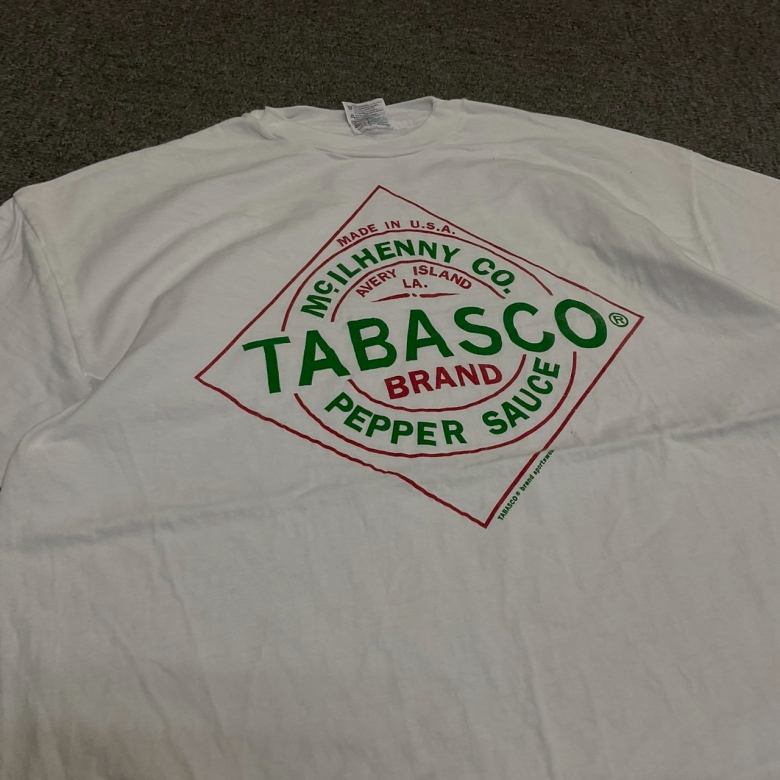 MADE IN U.S.A.
McILHENNY CO.
AVERY ISLAND
LA.
TABASCO®
BRAND
PEPPER SAUCE
TABASCO® brand sportswear